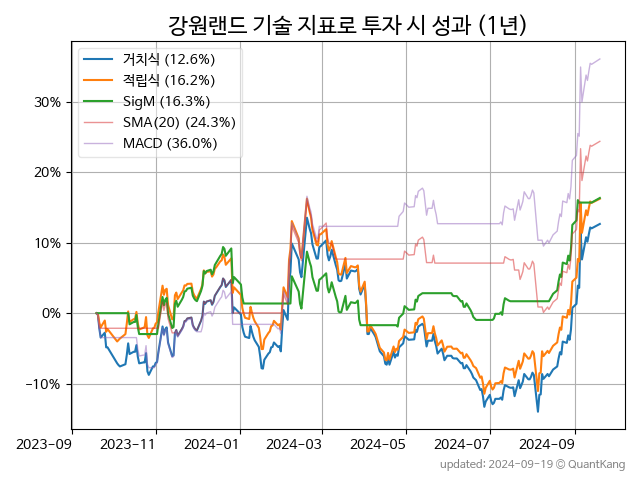 강원랜드 기술 지표로 투자 시 성과 (1년)
거치식 (12.6%)
적립식 (16.2%)
SigM (16.3%)
SMA(20) (24.3%)
MACD (36.0%)
30%
20%
10%
0%
−10%
2023-09
2023-11
2024-01
2024-03
2024-05
2024-07
2024-09
updated: 2024-09-19 @ QuantKang